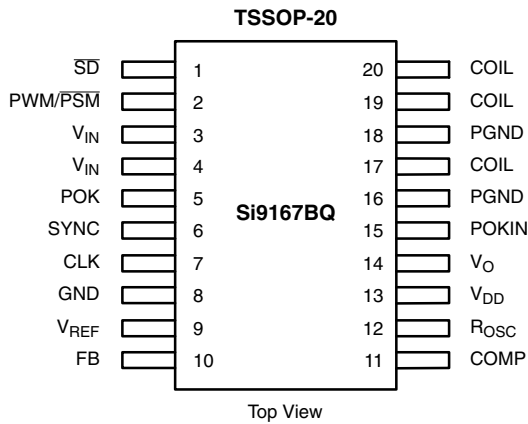 TSSOP-20
SD 1 20 COIL
PWM/PSM 2 19 COIL
VIN 3 18 PGND
VIN 4 17 COIL
POK 5 16 PGND
Si9167BQ
SYNC 6 15 POKIN
CLK 7 14 VO
GND 8 13 VDD
VREF 9 12 ROSC
FB 10 11 COMP
Top View